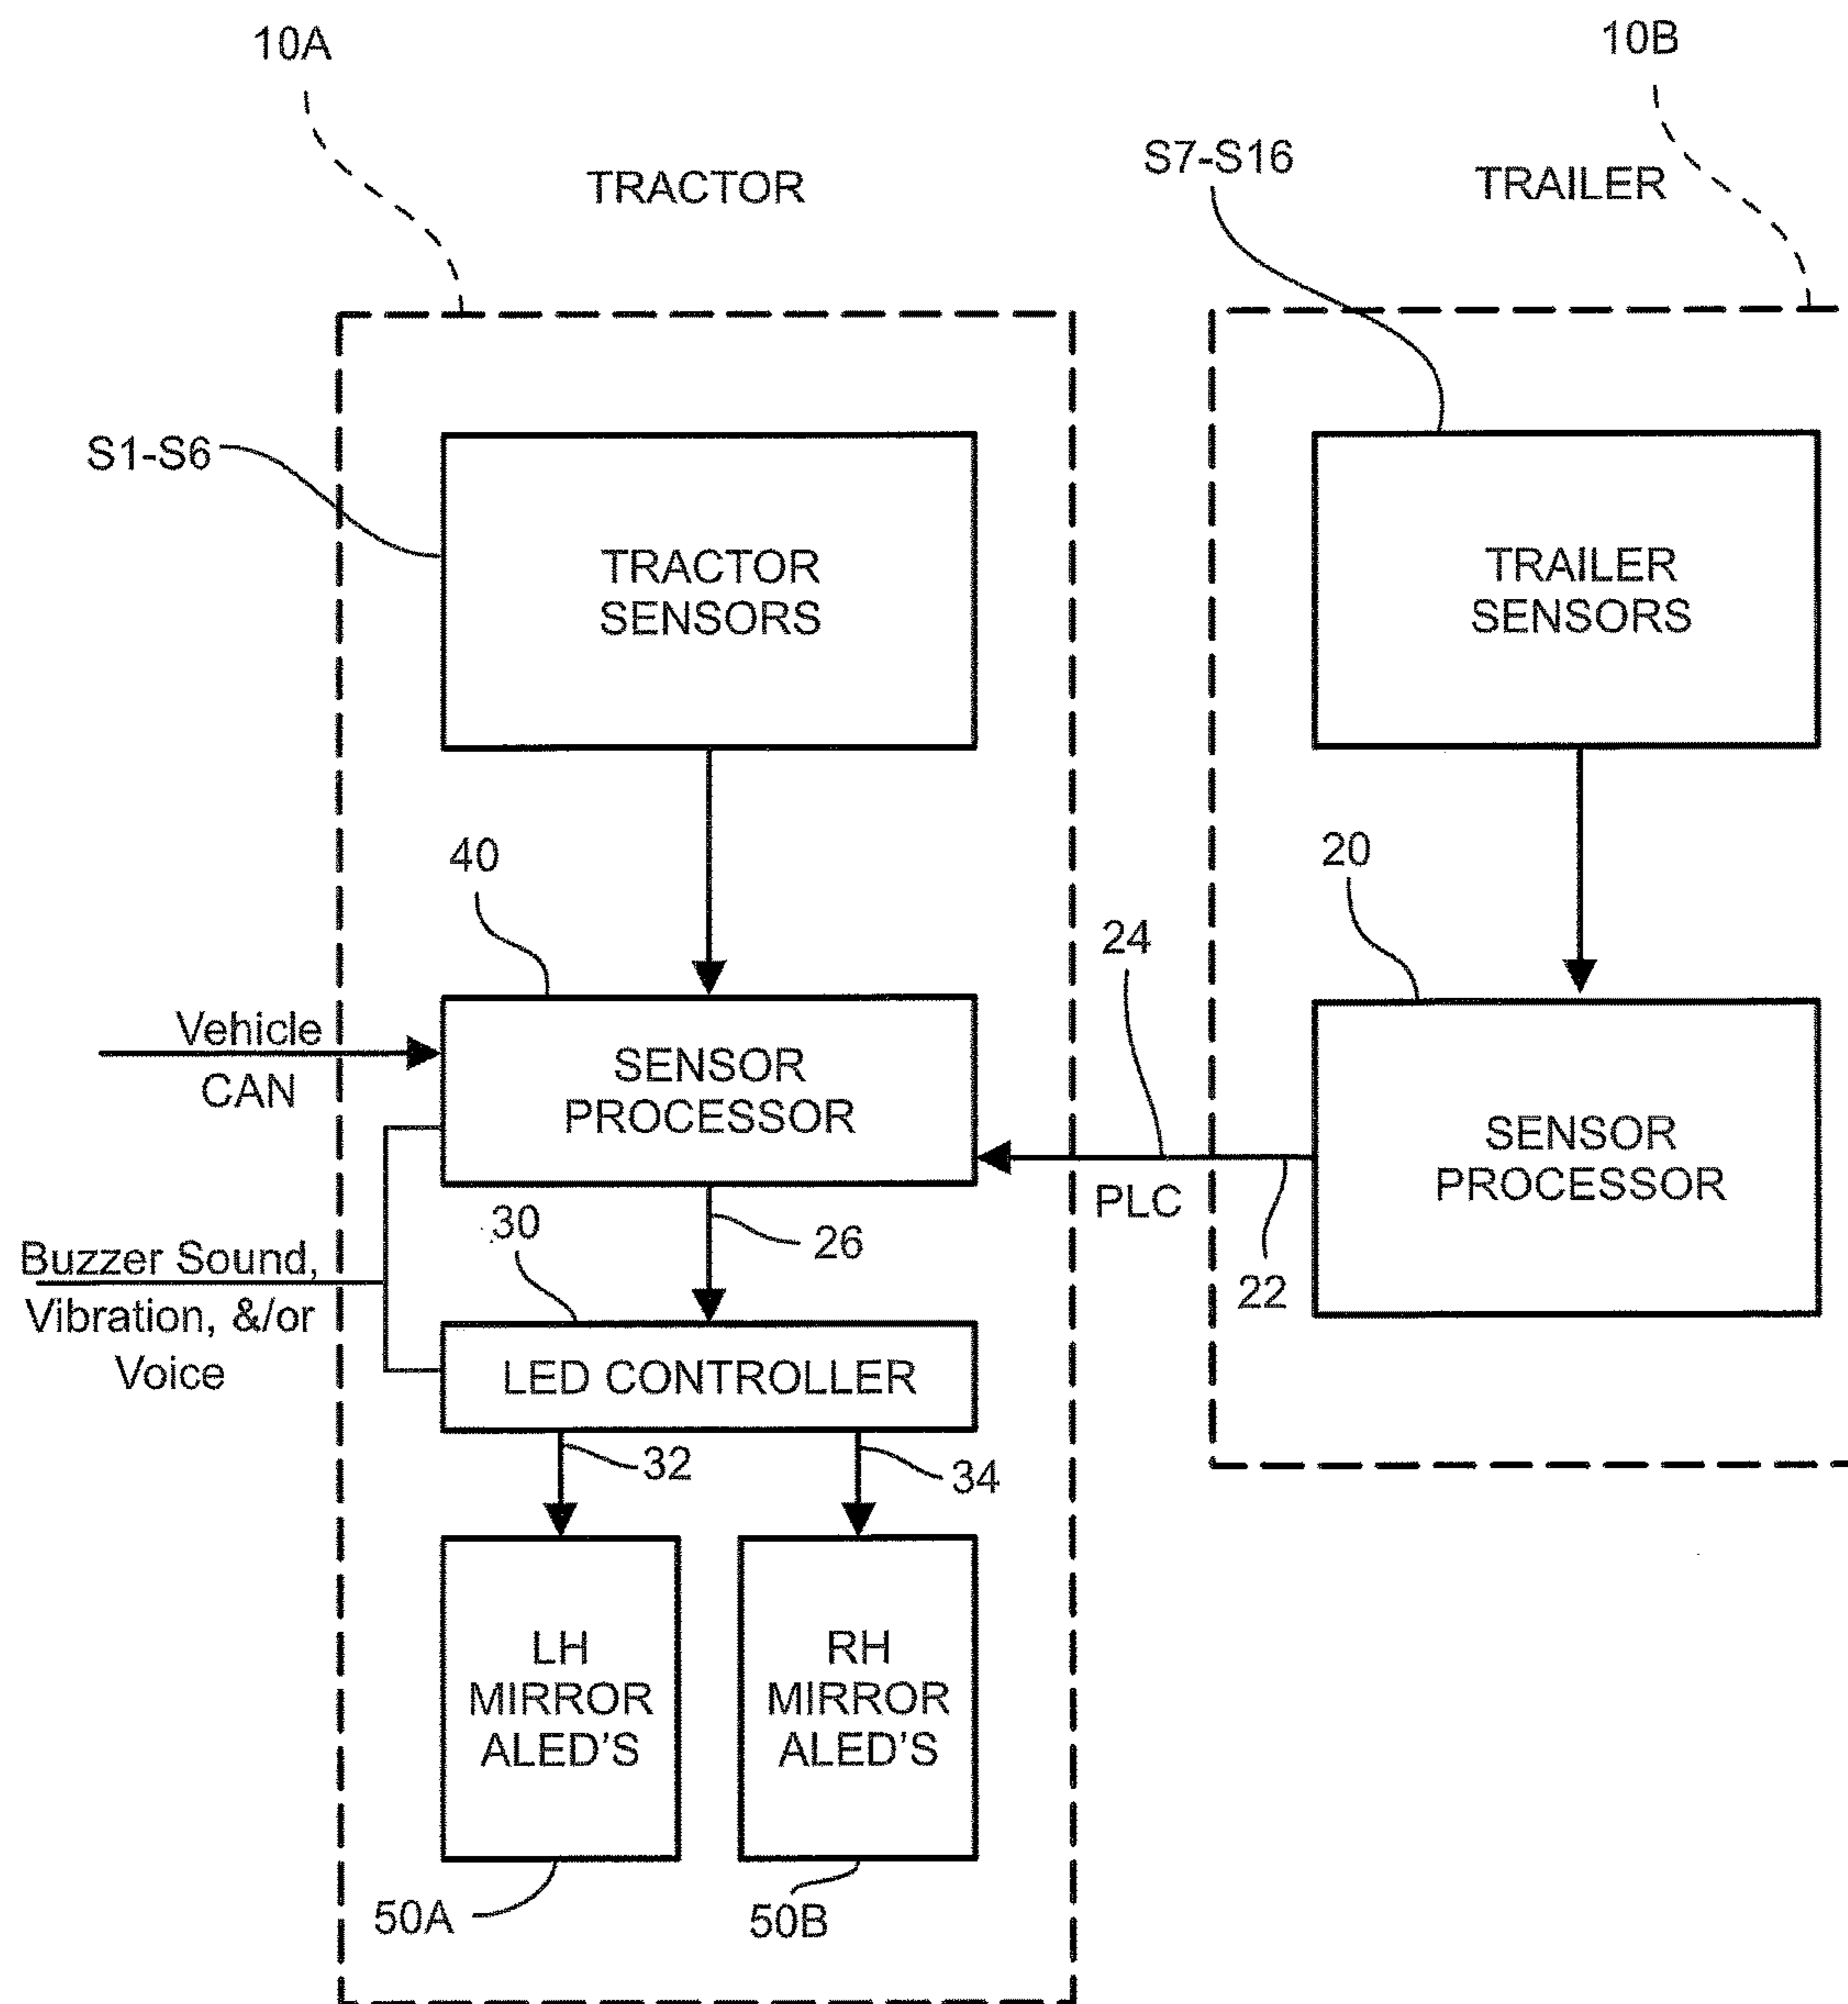 10A
10B
TRACTOR
S7-S16
TRAILER
S1-S6
TRACTOR
SENSORS
TRAILER
SENSORS
40
20
24
Vehicle
CAN
SENSOR
PROCESSOR
SENSOR
PROCESSOR
PLC
22
30
26
Buzzer Sound,
Vibration, &/or
Voice
LED CONTROLLER
32
34
LH
MIRROR
ALED'S
RH
MIRROR
ALED'S
50A
50B